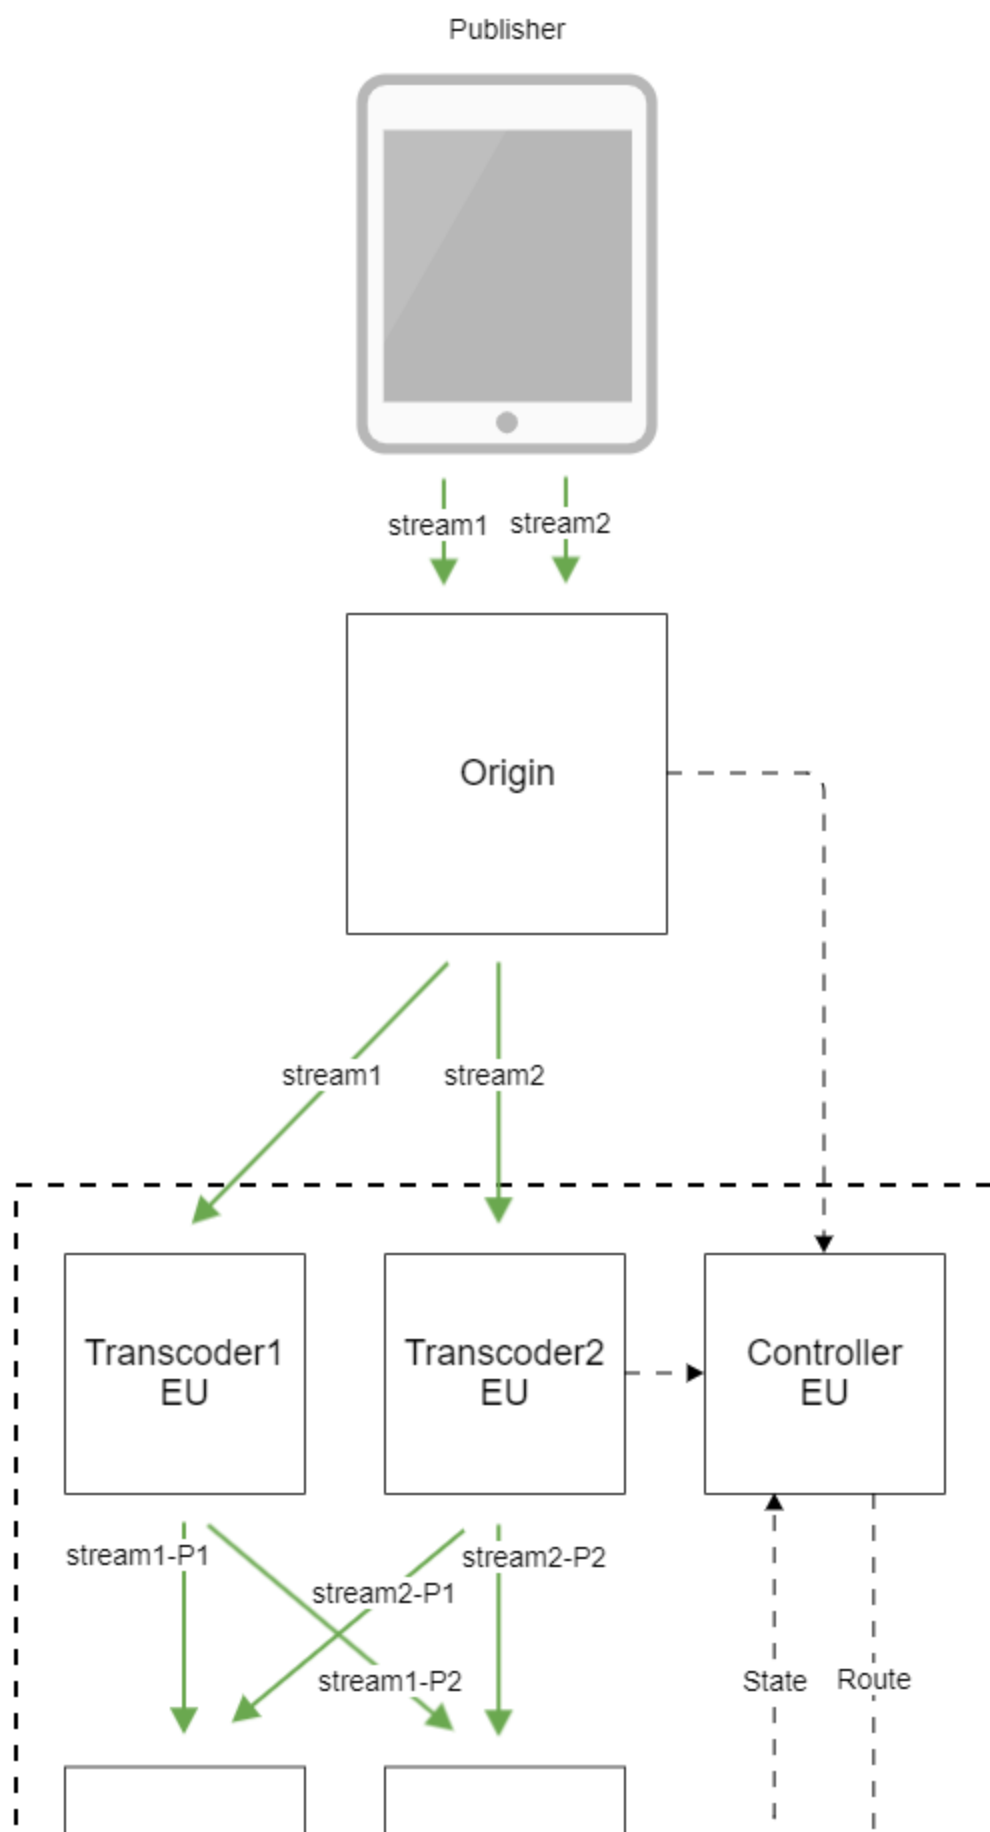 Publisher
stream1
stream2
Origin
stream1
stream2
Transcoder1
EU
Transcoder2
EU
Controller
EU
stream1-P1
stream2-P2
stream2-P1
stream1-P2
State
Route